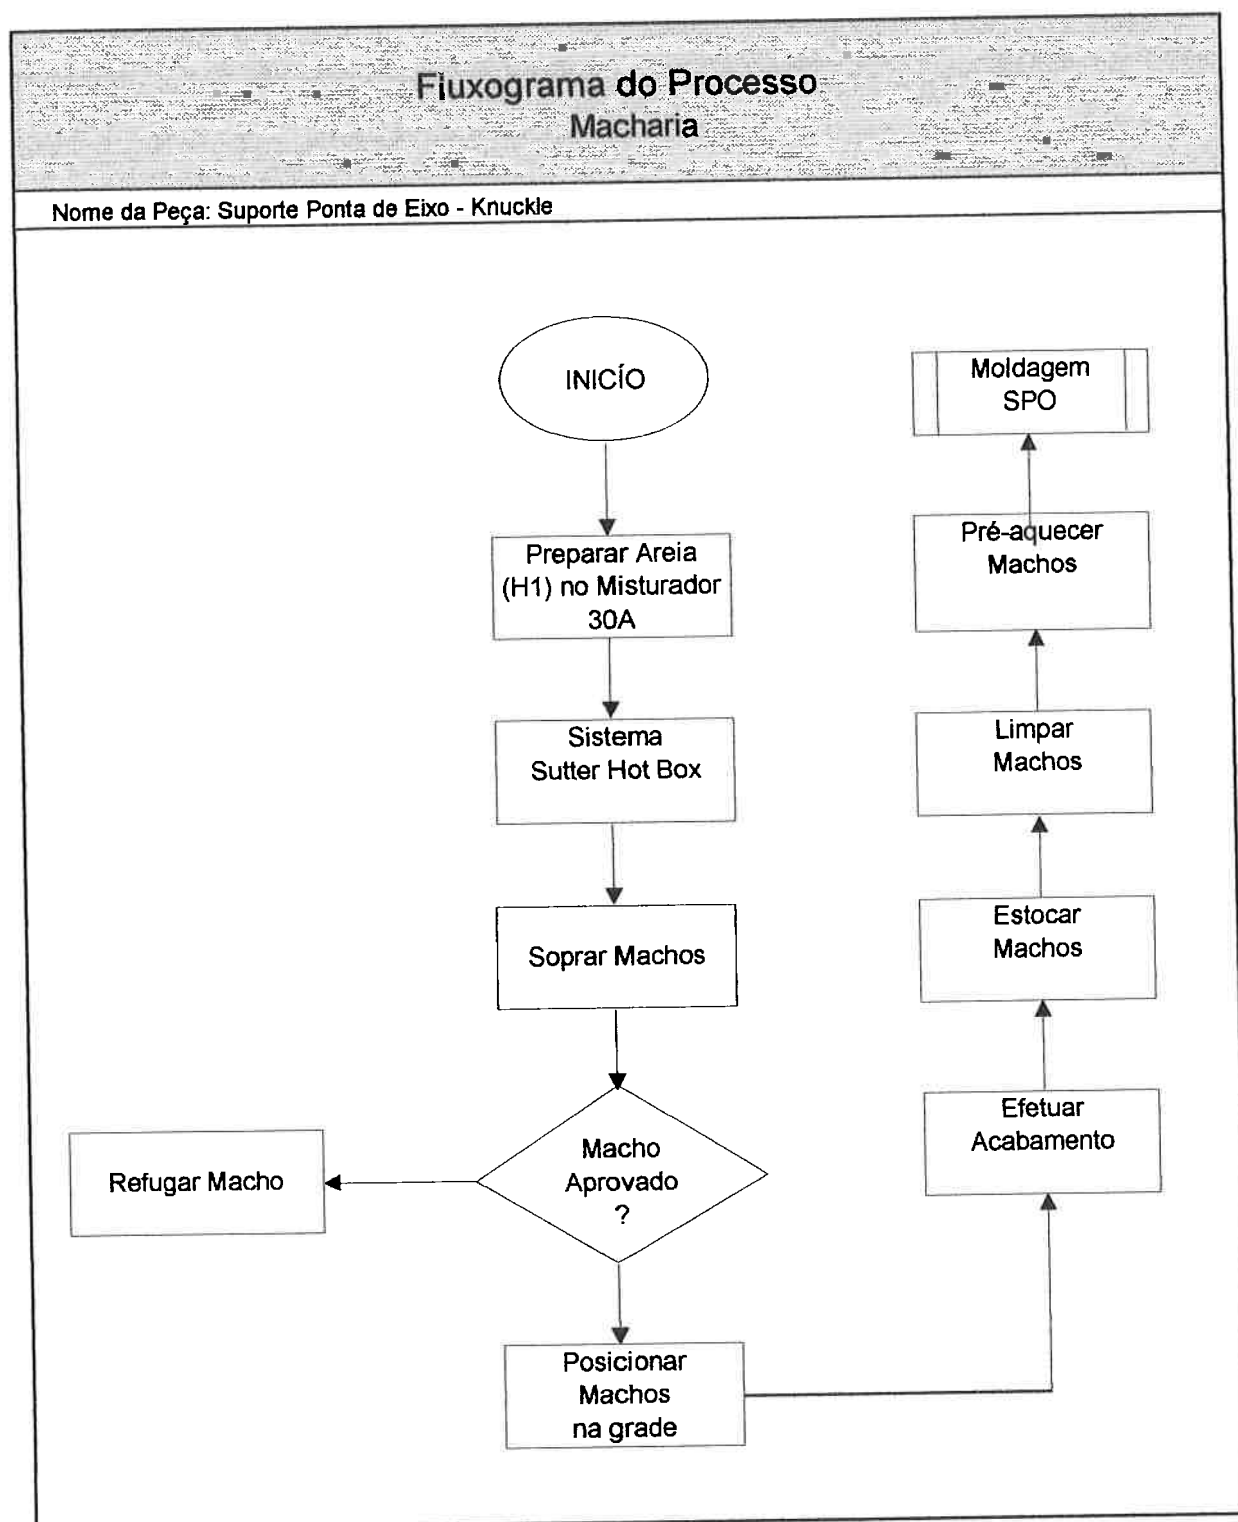 Fluxograma do Processo
Macharia
Nome da Peça: Suporte Ponta de Eixo - Knuckle
INICÍO
Preparar Areia
(H1) no Misturador
30A
Sistema
Sutter Hot Box
Soprar Machos
Macho
Aprovado
?
Refugar Macho
Posicionar
Machos
na grade
Efetuar
Acabamento
Estocar
Machos
Limpar
Machos
Pré-aquecer
Machos
Moldagem
SPO